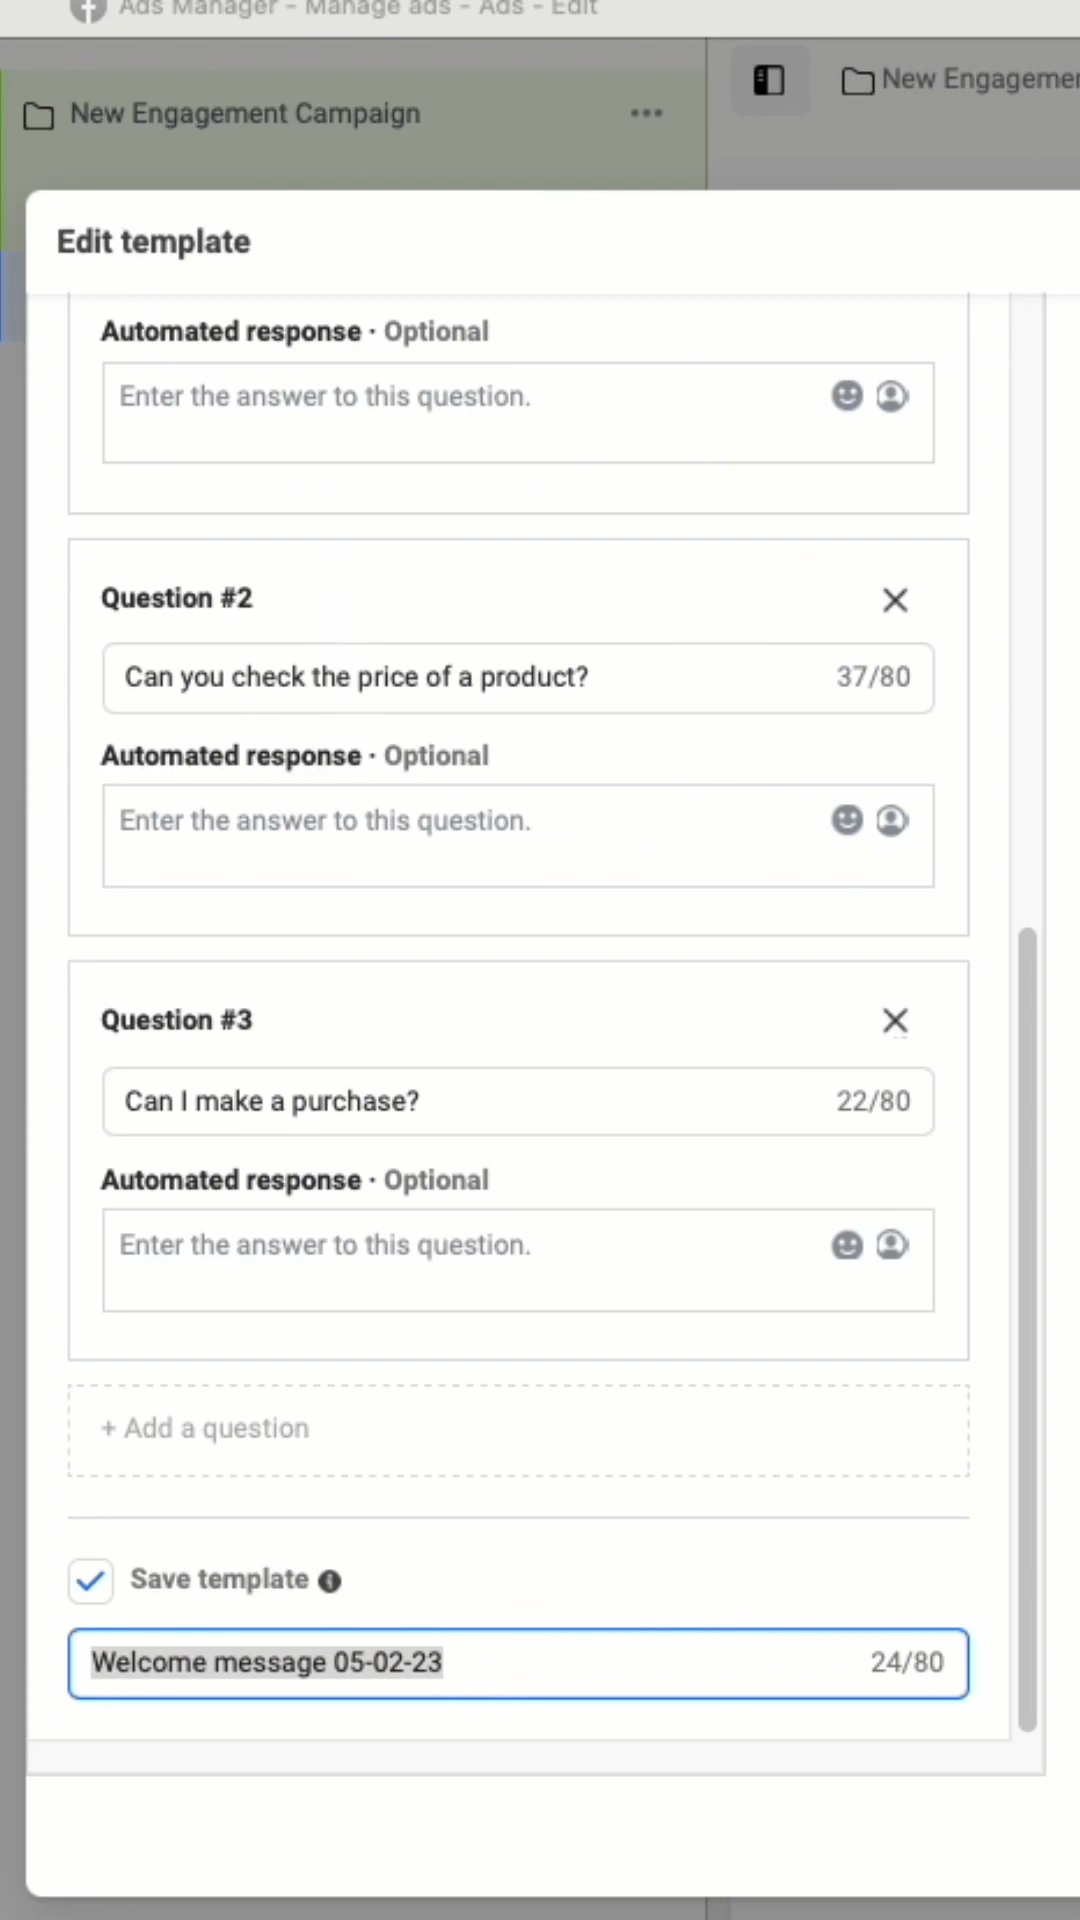 Ads Manager - Manage ads - Ads - Edit
New Engagement Campaign
New Engagemen
Edit template
Automated response · Optional
Enter the answer to this question.
Question #2
Can you check the price of a product? 37/80
Automated response · Optional
Enter the answer to this question.
Question #3
Can I make a purchase? 22/80
Automated response · Optional
Enter the answer to this question.
+ Add a question
Save template
Welcome message 05-02-23 24/80